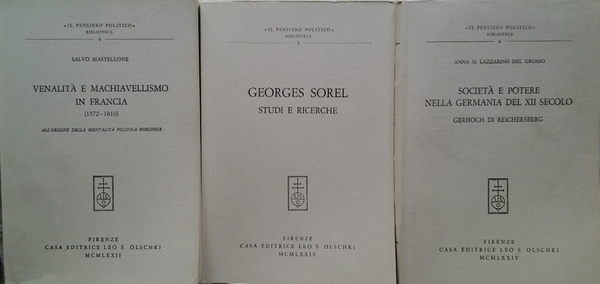 «IL PENSIERO POLITICO»
BIBLIOTECA
4
SALVO MASTELLONE
VENALITÀ E MACHIAVELLISMO
IN FRANCIA
(1572-1610)
ALL'ORIGINE DELLA MENTALITÀ POLITICA BORGHESE
FIRENZE
CASA EDITRICE LEO S. OLSCHKI
MCMLXXII
«IL PENSIERO POLITICO»
BIBLIOTECA
GEORGES SOREL
STUDI E RICERCHE
FIRENZE
CASA EDITRICE LEO S. OLSCHKI
MCMLXXIV
«IL PENSIERO POLITICO»
BIBLIOTECA
6
ANNA M. LAZZARINO DEL GROSSO
SOCIETÀ E POTERE
NELLA GERMANIA DEL XII SECOLO
GERHOCH DI REICHERSBERG
FIRENZE
CASA EDITRICE LEO S. OLSCHKI
MCMLXXIV